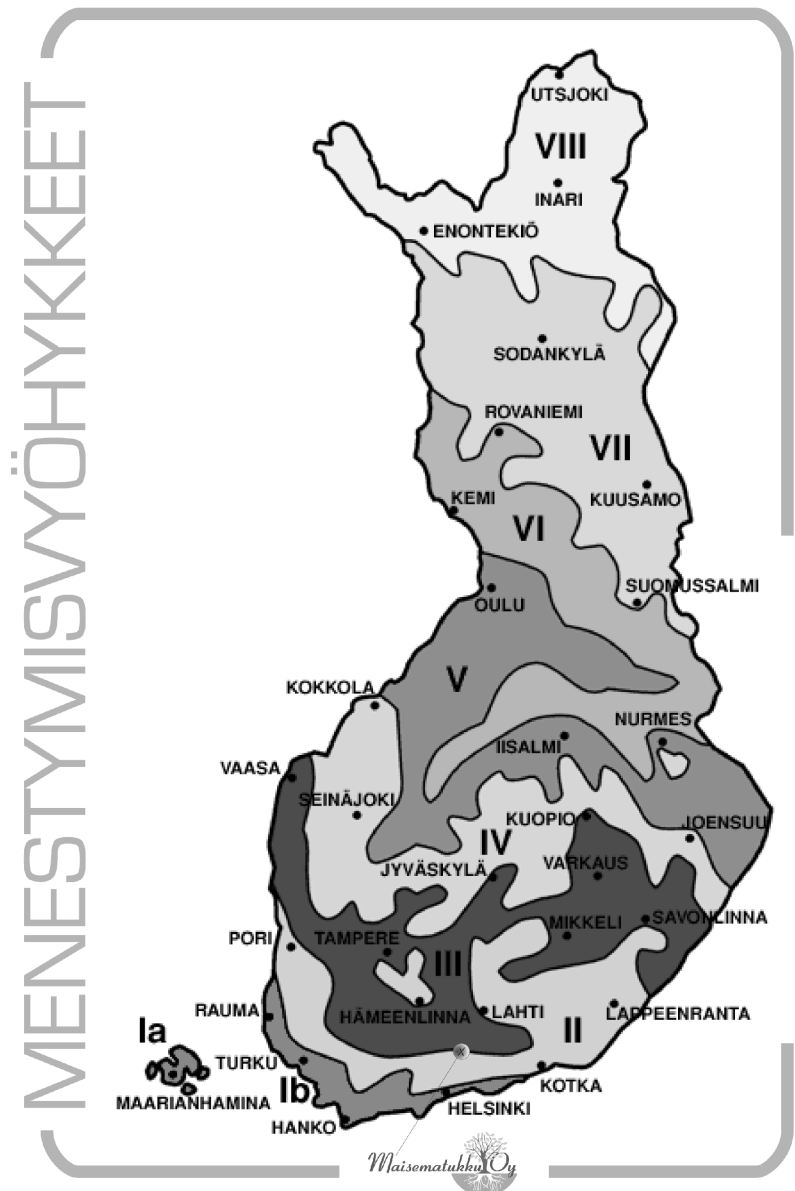 MENESTYMISVYÖHYKKEET
UTSJOKI
VIII
INARI
ENONTEKIÖ
SODANKYLÄ
ROVANIEMI
VII
KEMI
KUUSAMO
VI
SUOMUSSALMI
OULU
V
KOKKOLA
NURMES
IISALMI
VAASA
SEINÄJOKI
KUOPIO
JOENSUU
IV
JYVÄSKYLÄ
VARKAUS
MIKKELI
SAVONLINNA
PORI
TAMPERE
III
RAUMA
HÄMEENLINNA
LAHTI
LAPPEENRANTA
Ia
II
x
TURKU
KOTKA
Ib
MAARIANHAMINA
HELSINKI
HANKO
Maisematukku Oy